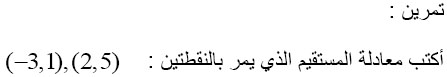 تمرين :
أكتب معادلة المستقيم الذي يمر بالنقطتين : (−3,1),(2,5)